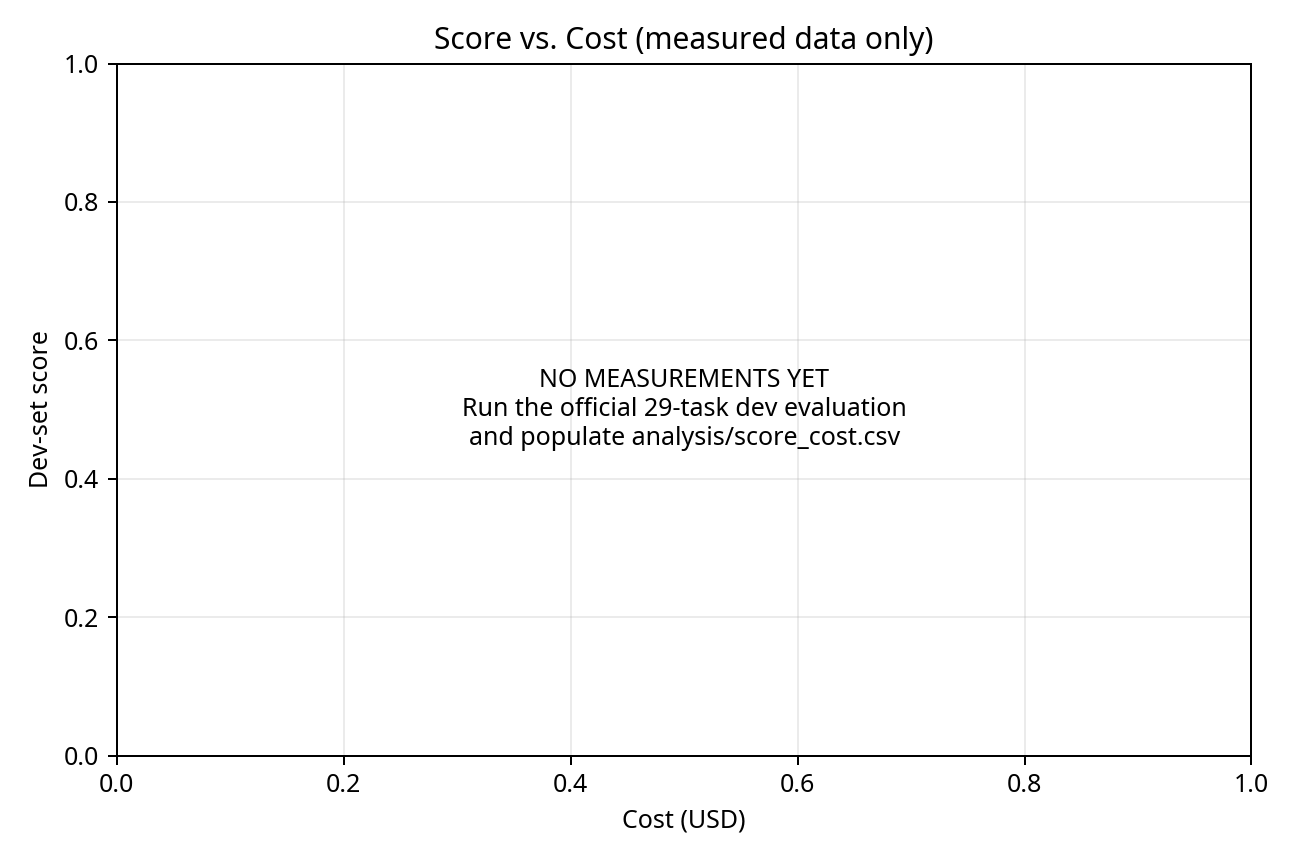 Score vs. Cost (measured data only)
1.0
0.8
0.6
0.4
0.2
0.0
Dev-set score
NO MEASUREMENTS YET
Run the official 29-task dev evaluation
and populate analysis/score_cost.csv
0.0 0.2 0.4 0.6 0.8 1.0
Cost (USD)